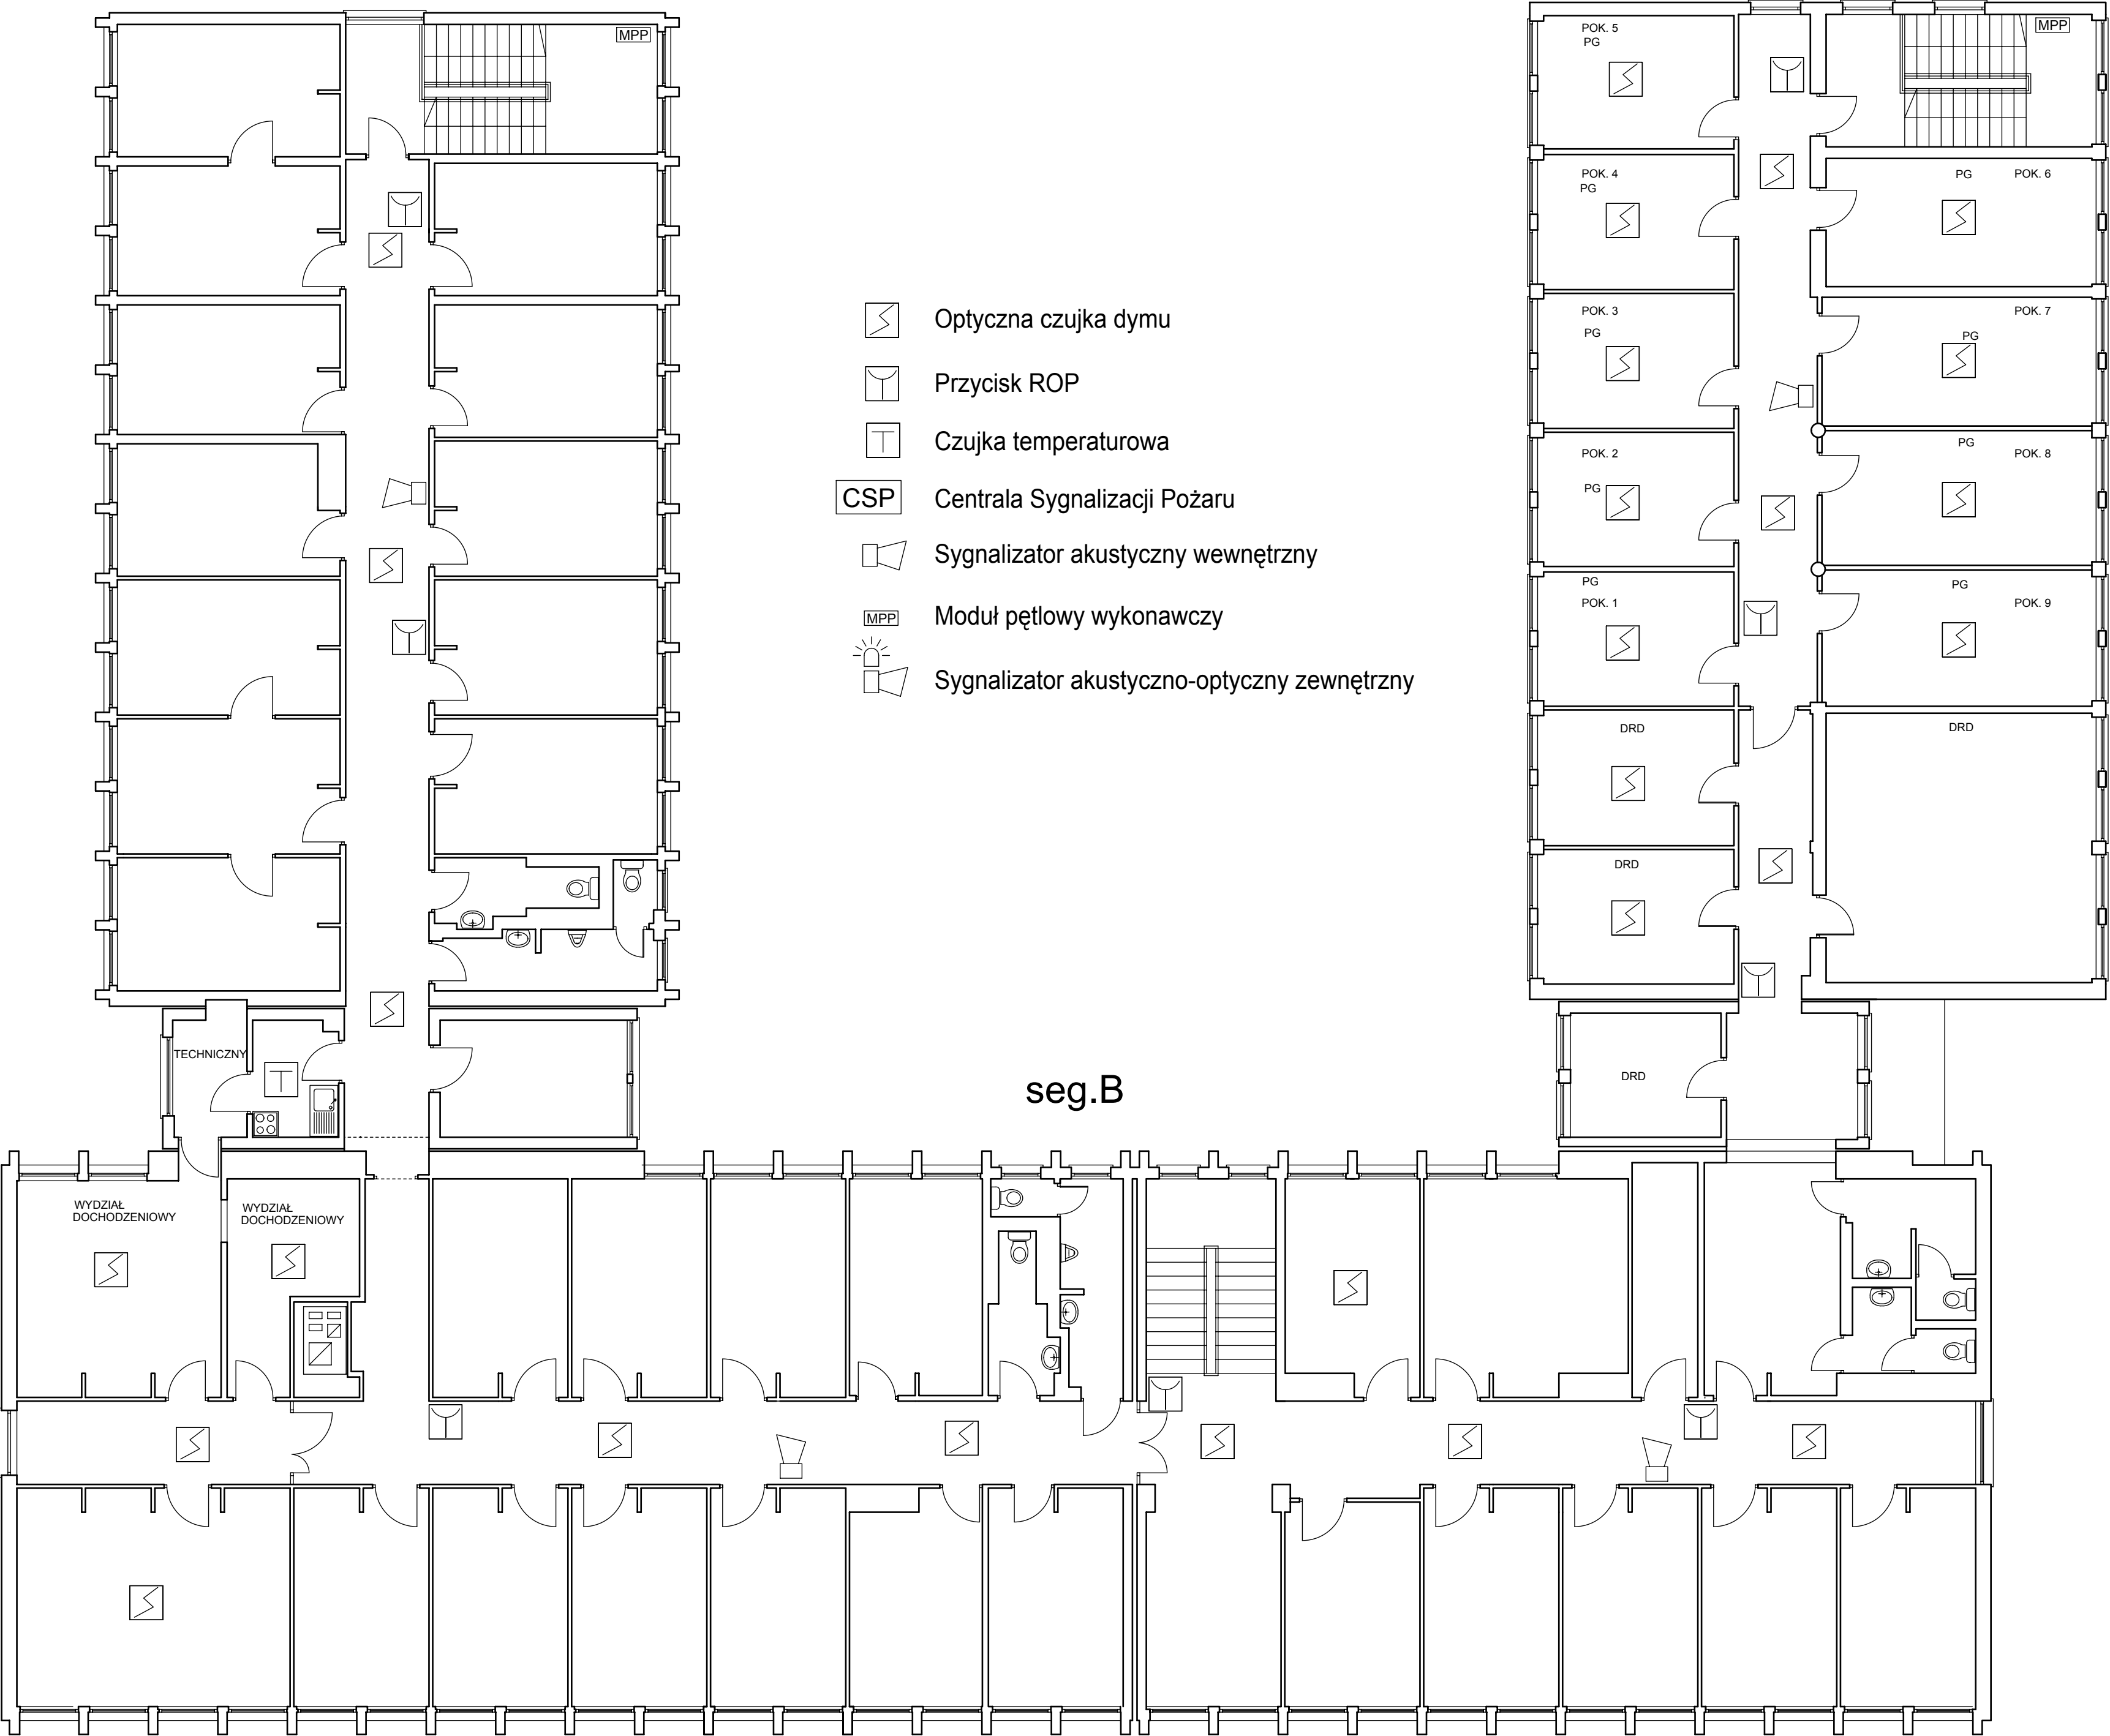 MPP
POK. 5
PG
MPP
POK. 4
PG
PG
POK. 6
POK. 3
PG
POK. 7
PG
Optyczna czujka dymu
Przycisk ROP
Czujka temperaturowa
CSP Centrala Sygnalizacji Pożaru
Sygnalizator akustyczny wewnętrzny
MPP Moduł pętlowy wykonawczy
Sygnalizator akustyczno-optyczny zewnętrzny
POK. 2
PG
PG
POK. 8
PG
POK. 1
PG
POK. 9
DRD
DRD
DRD
TECHNICZNY
seg.B
DRD
WYDZIAŁ
DOCHODZENIOWY
WYDZIAŁ
DOCHODZENIOWY